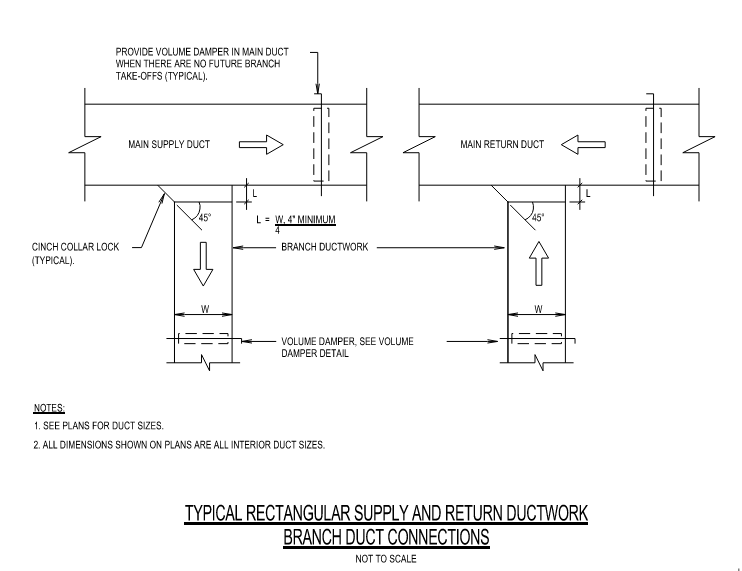 PROVIDE VOLUME DAMPER IN MAIN DUCT
WHEN THERE ARE NO FUTURE BRANCH
TAKE-OFFS (TYPICAL).
MAIN SUPPLY DUCT
MAIN RETURN DUCT
L
L
45°
45°
L = W, 4" MINIMUM
4
CINCH COLLAR LOCK
(TYPICAL).
BRANCH DUCTWORK
W
W
VOLUME DAMPER, SEE VOLUME
DAMPER DETAIL
NOTES:
1. SEE PLANS FOR DUCT SIZES.
2. ALL DIMENSIONS SHOWN ON PLANS ARE ALL INTERIOR DUCT SIZES.
TYPICAL RECTANGULAR SUPPLY AND RETURN DUCTWORK
BRANCH DUCT CONNECTIONS
NOT TO SCALE